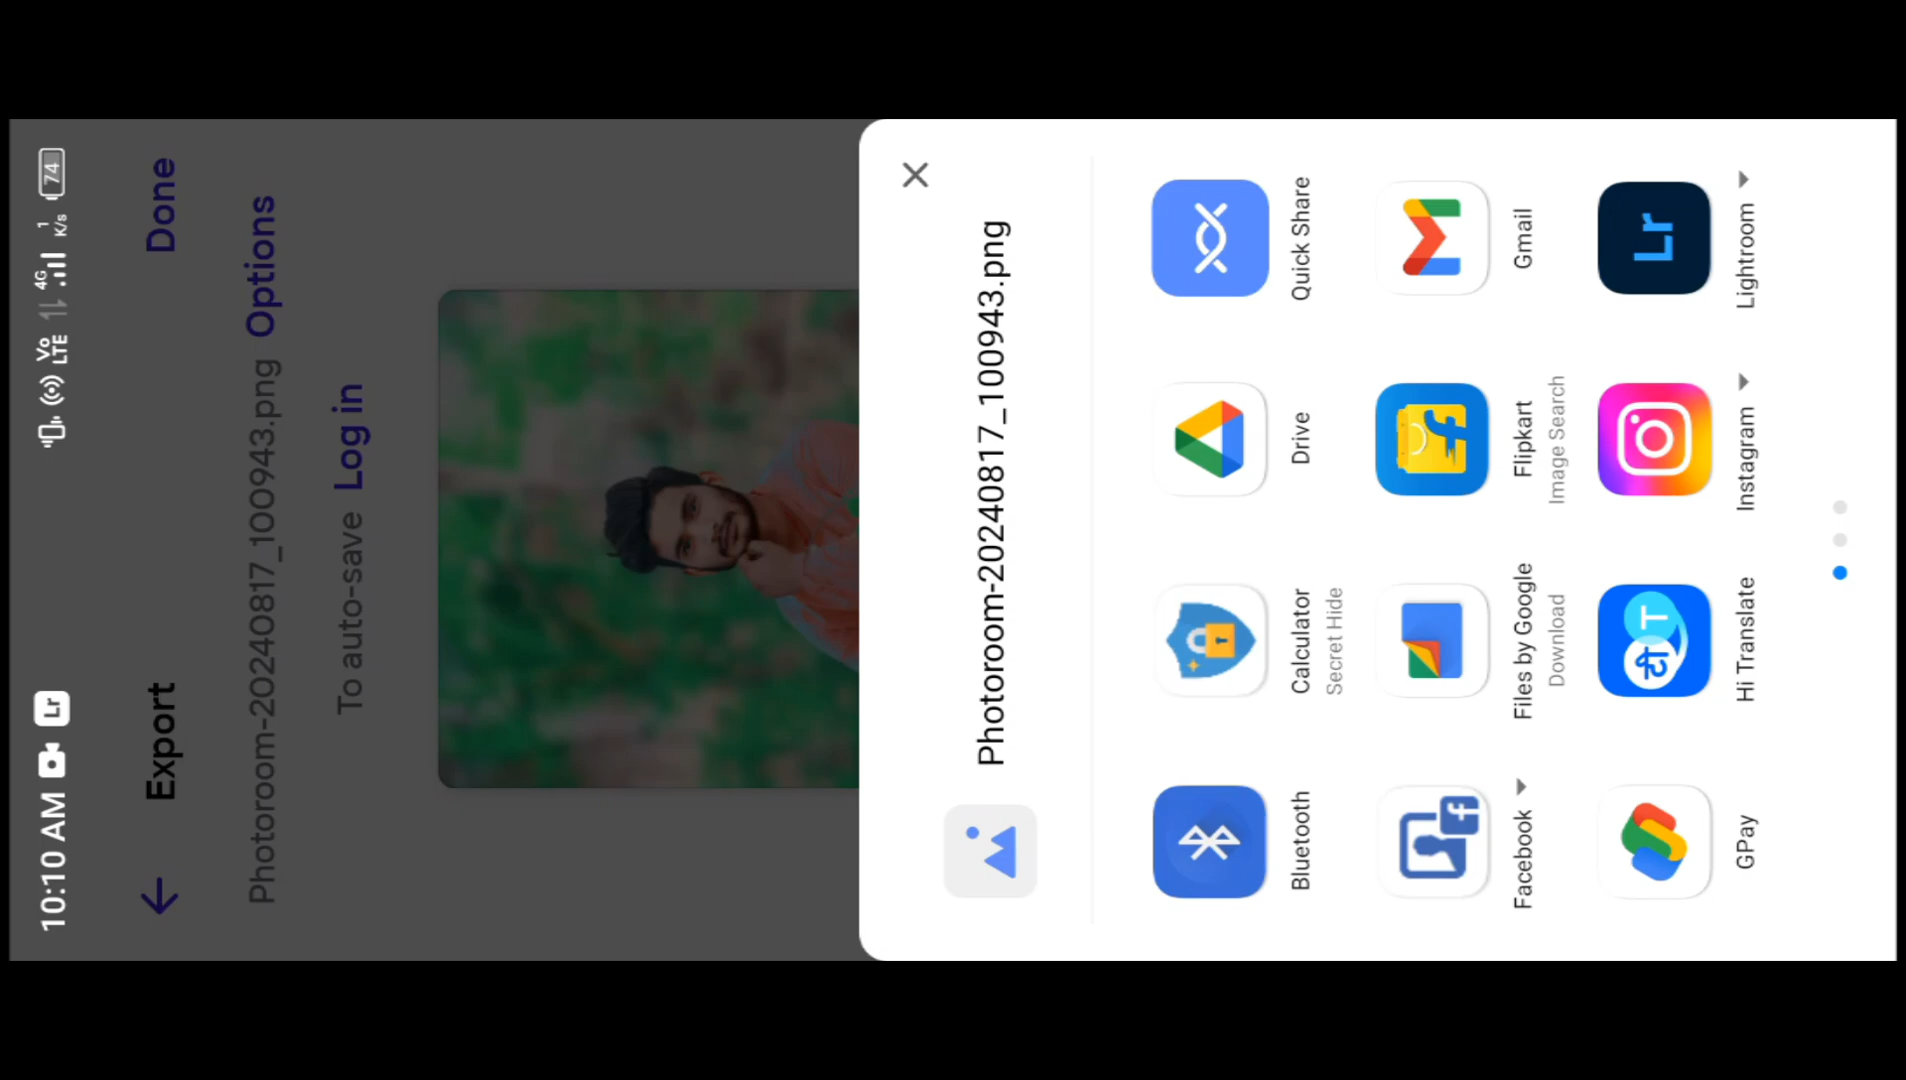 10:10 AM Lr Vo LTE 4G 1 K/s 74
Export Done
Photoroom-20240817_100943.png Options
To auto-save Log in
Photoroom-20240817_100943.png
Bluetooth Calculator Drive Quick Share
Secret Hide
Facebook Files by Google Flipkart Gmail
Download Image Search
Lr
GPay Hi Translate Instagram Lightroom